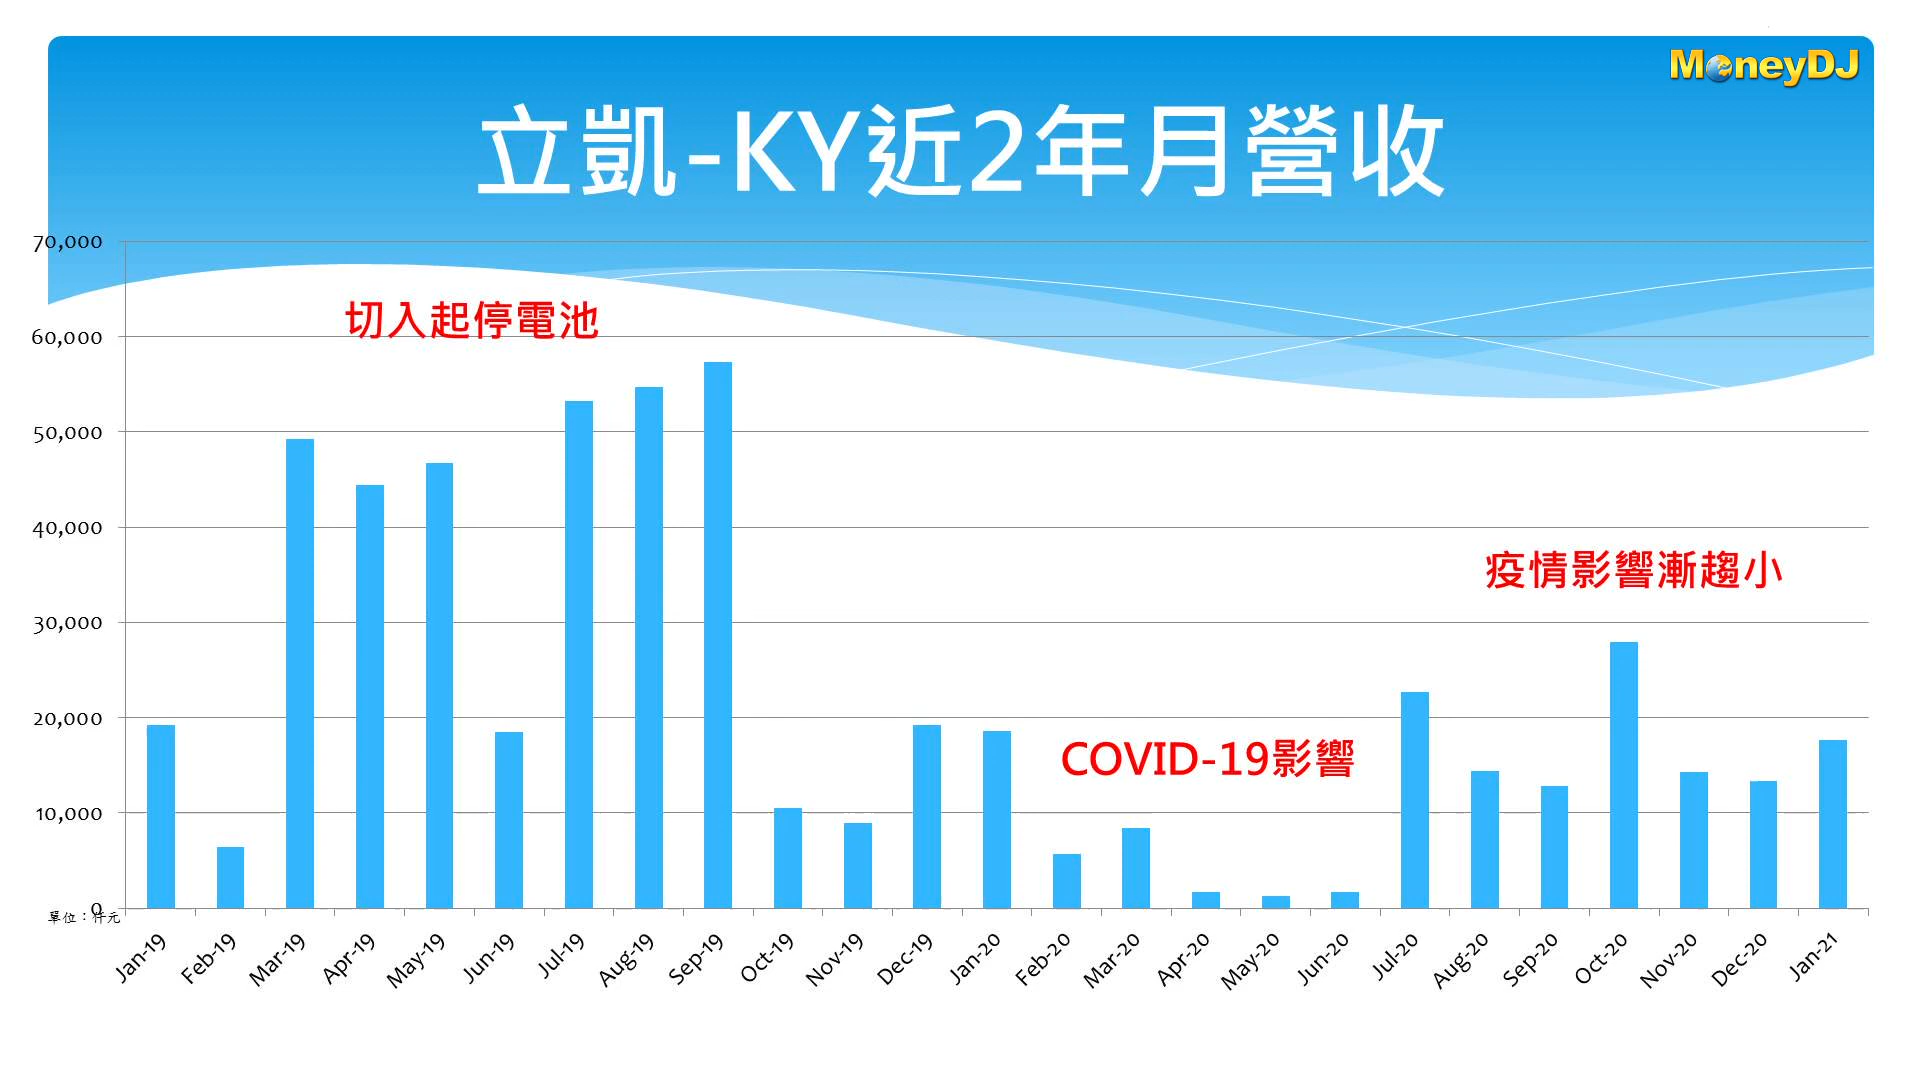 MoneyDJ
立凱-KY近2年月營收
70,000
60,000
50,000
40,000
30,000
20,000
10,000
0
單位：仟元
切入起停電池
COVID-19影響
疫情影響漸趨小
Jan-19
Feb-19
Mar-19
Apr-19
May-19
Jun-19
Jul-19
Aug-19
Sep-19
Oct-19
Nov-19
Dec-19
Jan-20
Feb-20
Mar-20
Apr-20
May-20
Jun-20
Jul-20
Aug-20
Sep-20
Oct-20
Nov-20
Dec-20
Jan-21